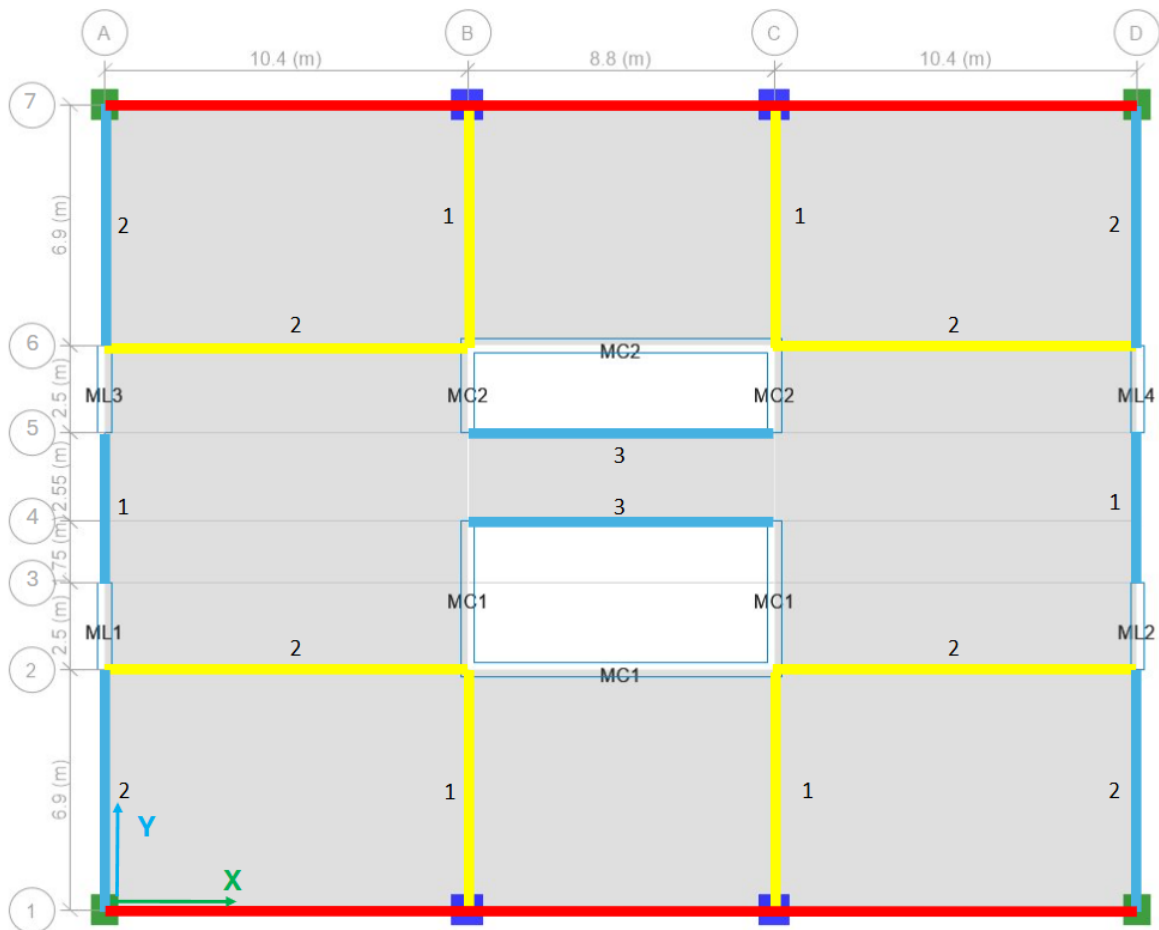 A B C D
10.4 (m) 8.8 (m) 10.4 (m)
7
6.9 (m)
2 1 1 2
2 2
6
MC2
2.5 (m)
ML3 MC2 MC2 ML4
5
3
2.55 (m)
1 3 1
4
.75 (m)
3
2.5 (m)
MC1 MC1
ML1 ML2
2 2
2
MC1
6.9 (m)
2 1 1 2
Y
X
1